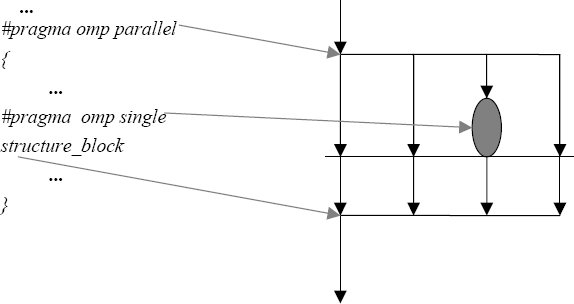 ...
#pragma omp parallel
{
...
#pragma omp single
structure_block
...
}